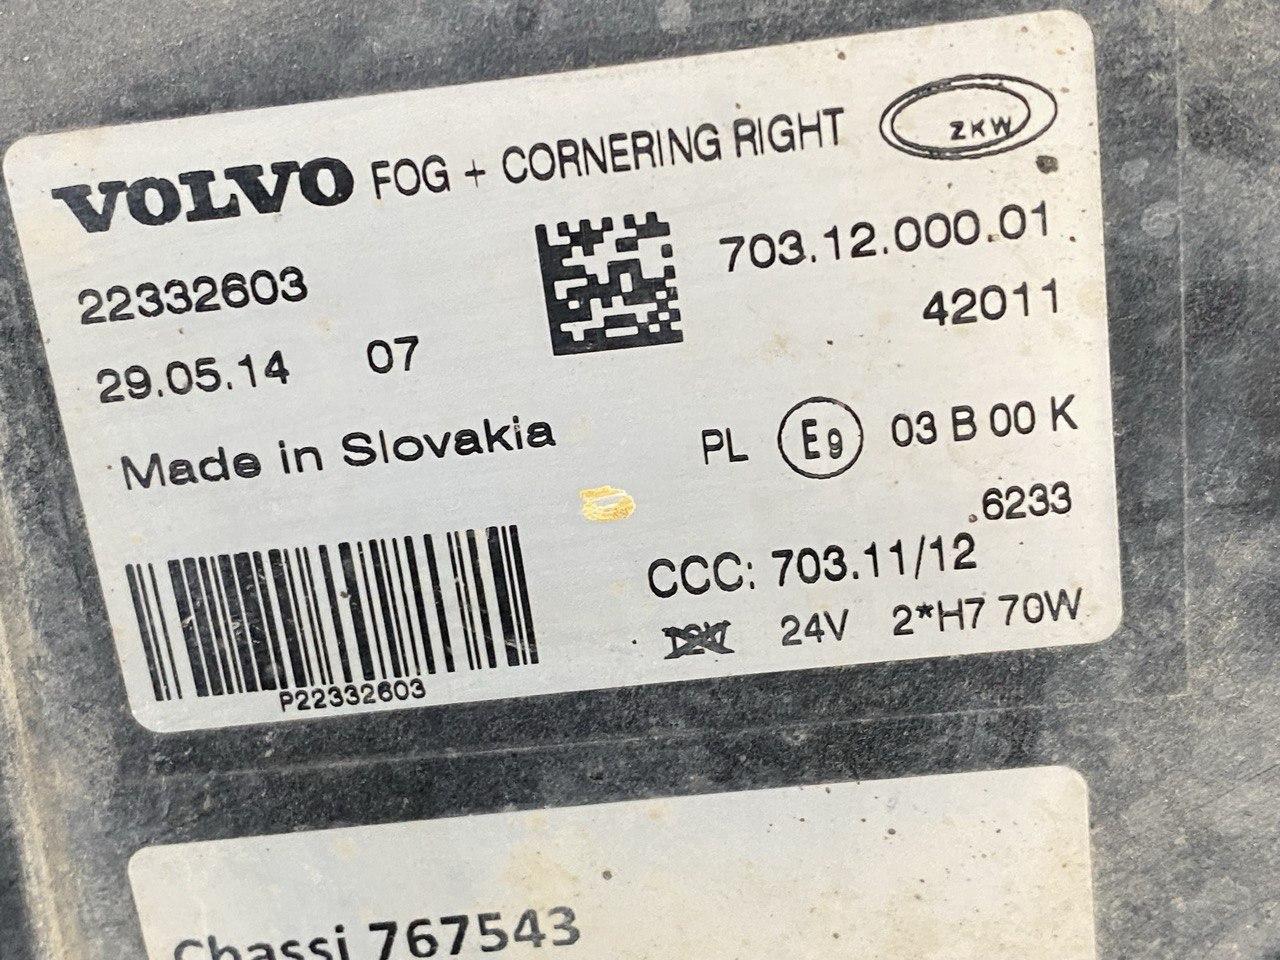 VOLVO FOG + CORNERING RIGHT ZKW
22332603 703.12.000.01
42011
29.05.14 07
Made in Slovakia PL E9 03 B 00 K
.6233
CCC: 703.11/12
12V 24V 2*H7 70W
P22332603
Chassi 767543